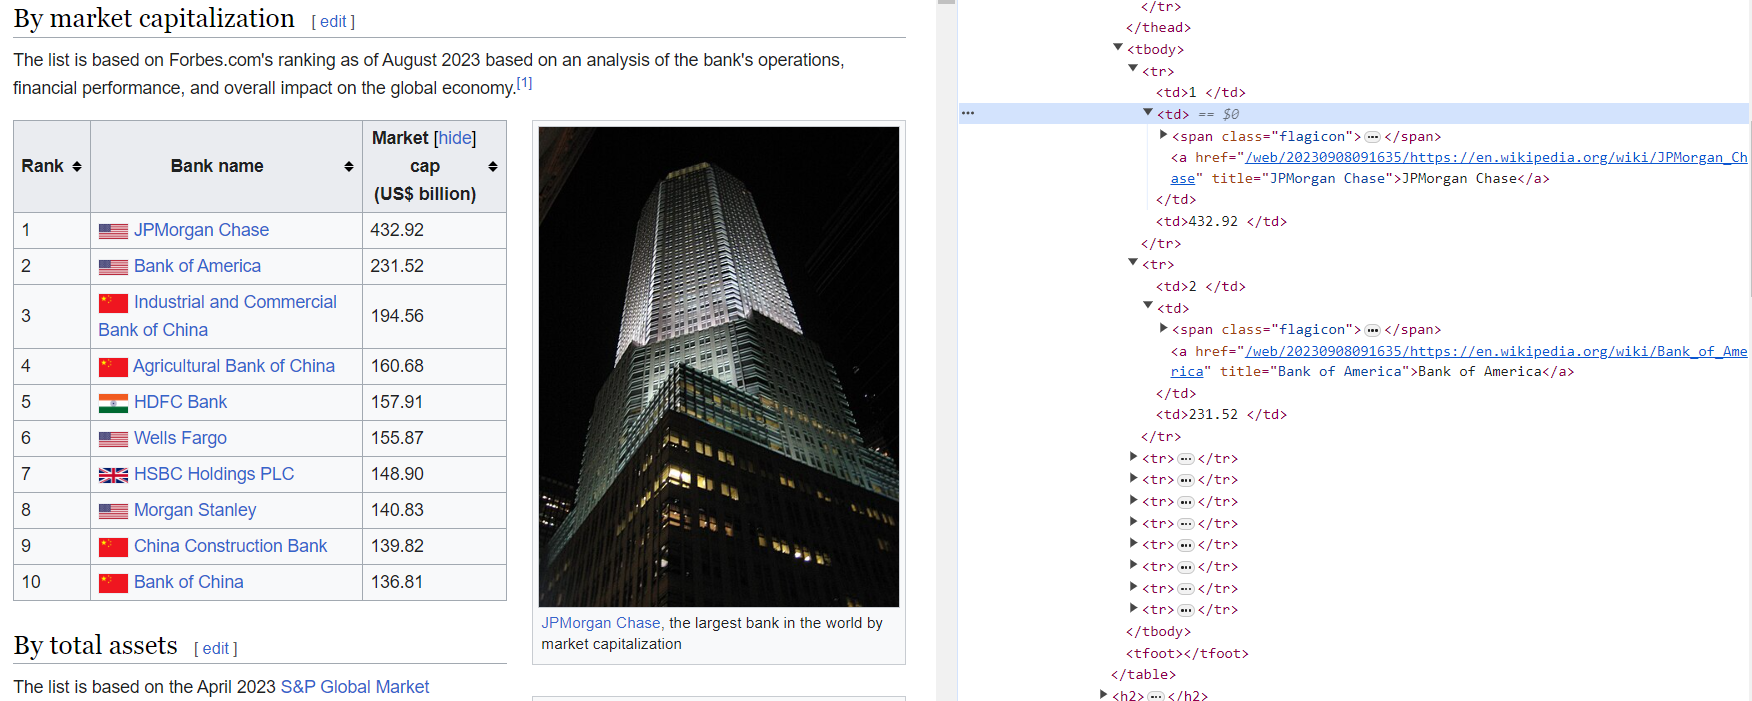 By market capitalization [ edit ]
The list is based on Forbes.com's ranking as of August 2023 based on an analysis of the bank's operations,
financial performance, and overall impact on the global economy.[1]
Rank
Bank name
Market [hide]
cap
(US$ billion)
1 JPMorgan Chase 432.92
2 Bank of America 231.52
3 Industrial and Commercial
Bank of China 194.56
4 Agricultural Bank of China 160.68
5 HDFC Bank 157.91
6 Wells Fargo 155.87
7 HSBC Holdings PLC 148.90
8 Morgan Stanley 140.83
9 China Construction Bank 139.82
10 Bank of China 136.81
JPMorgan Chase, the largest bank in the world by
market capitalization
By total assets [ edit ]
The list is based on the April 2023 S&P Global Market
</tr>
</thead>
<tbody>
<tr>
<td>1 </td>
<td> == $0
<span class="flagicon"> … </span>
<a href="/web/20230908091635/https://en.wikipedia.org/wiki/JPMorgan_Ch
ase" title="JPMorgan Chase">JPMorgan Chase</a>
</td>
<td>432.92 </td>
</tr>
<tr>
<td>2 </td>
<td>
<span class="flagicon"> … </span>
<a href="/web/20230908091635/https://en.wikipedia.org/wiki/Bank_of_Ame
rica" title="Bank of America">Bank of America</a>
</td>
<td>231.52 </td>
</tr>
<tr> … </tr>
<tr> … </tr>
<tr> … </tr>
<tr> … </tr>
<tr> … </tr>
<tr> … </tr>
<tr> … </tr>
<tr> … </tr>
</tbody>
<tfoot></tfoot>
</table>
<h2> … </h2>